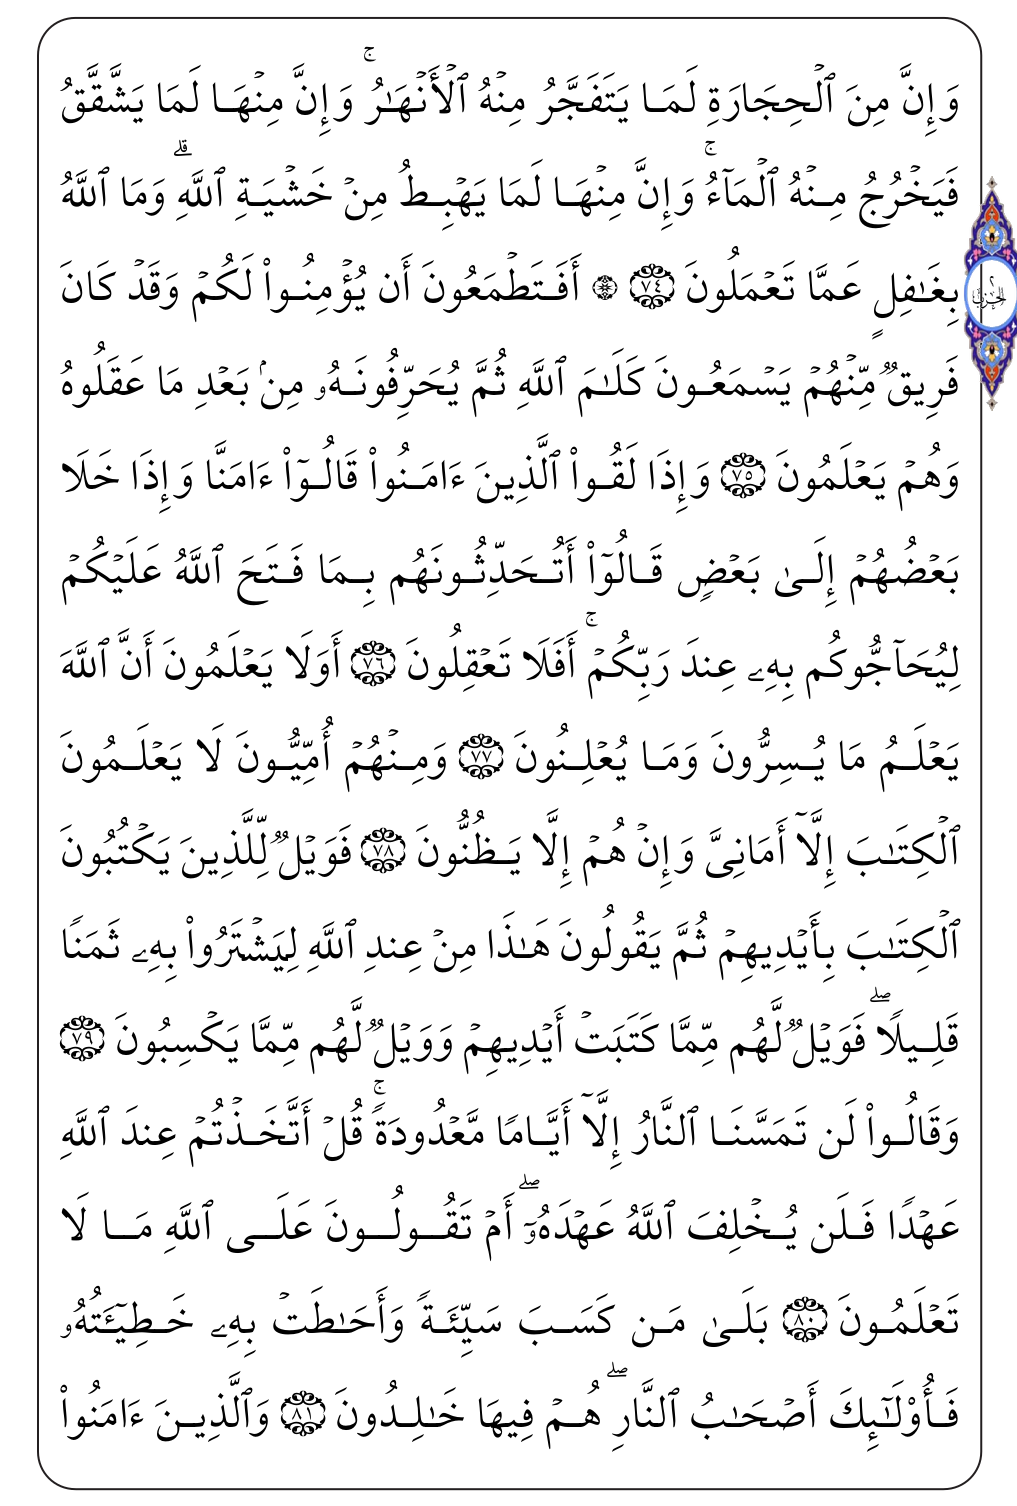 وَإِنَّ مِنَ ٱلْحِجَارَةِ لَمَا يَتَفَجَّرُ مِنْهُ ٱلْأَنْهَـٰرُ ۚ وَإِنَّ مِنْهَا لَمَا يَشَّقَّقُ
فَيَخْرُجُ مِنْهُ ٱلْمَآءُ ۚ وَإِنَّ مِنْهَا لَمَا يَهْبِطُ مِنْ خَشْيَةِ ٱللَّهِ ۗ وَمَا ٱللَّهُ
بِغَـٰفِلٍ عَمَّا تَعْمَلُونَ ٧٤ ۞ أَفَتَطْمَعُونَ أَن يُؤْمِنُوا۟ لَكُمْ وَقَدْ كَانَ
الحزب ٢
فَرِيقٌ مِّنْهُمْ يَسْمَعُونَ كَلَـٰمَ ٱللَّهِ ثُمَّ يُحَرِّفُونَهُۥ مِنۢ بَعْدِ مَا عَقَلُوهُ
وَهُمْ يَعْلَمُونَ ٧٥ وَإِذَا لَقُوا۟ ٱلَّذِينَ ءَامَنُوا۟ قَالُوٓا۟ ءَامَنَّا وَإِذَا خَلَا
بَعْضُهُمْ إِلَىٰ بَعْضٍ قَالُوٓا۟ أَتُحَدِّثُونَهُم بِمَا فَتَحَ ٱللَّهُ عَلَيْكُمْ
لِيُحَآجُّوكُم بِهِۦ عِندَ رَبِّكُمْ ۚ أَفَلَا تَعْقِلُونَ ٧٦ أَوَلَا يَعْلَمُونَ أَنَّ ٱللَّهَ
يَعْلَمُ مَا يُسِرُّونَ وَمَا يُعْلِنُونَ ٧٧ وَمِنْهُمْ أُمِّيُّونَ لَا يَعْلَمُونَ
ٱلْكِتَـٰبَ إِلَّآ أَمَانِىَّ وَإِنْ هُمْ إِلَّا يَظُنُّونَ ٧٨ فَوَيْلٌ لِّلَّذِينَ يَكْتُبُونَ
ٱلْكِتَـٰبَ بِأَيْدِيهِمْ ثُمَّ يَقُولُونَ هَـٰذَا مِنْ عِندِ ٱللَّهِ لِيَشْتَرُوا۟ بِهِۦ ثَمَنًا
قَلِيلًا ۖ فَوَيْلٌ لَّهُم مِّمَّا كَتَبَتْ أَيْدِيهِمْ وَوَيْلٌ لَّهُم مِّمَّا يَكْسِبُونَ ٧٩
وَقَالُوا۟ لَن تَمَسَّنَا ٱلنَّارُ إِلَّآ أَيَّامًا مَّعْدُودَةً ۚ قُلْ أَتَّخَذْتُمْ عِندَ ٱللَّهِ
عَهْدًا فَلَن يُخْلِفَ ٱللَّهُ عَهْدَهُۥٓ ۖ أَمْ تَقُولُونَ عَلَى ٱللَّهِ مَا لَا
تَعْلَمُونَ ٨٠ بَلَىٰ مَن كَسَبَ سَيِّئَةً وَأَحَـٰطَتْ بِهِۦ خَطِيٓـَٔتُهُۥ
فَأُو۟لَـٰٓئِكَ أَصْحَـٰبُ ٱلنَّارِ ۖ هُمْ فِيهَا خَـٰلِدُونَ ٨١ وَٱلَّذِينَ ءَامَنُوا۟